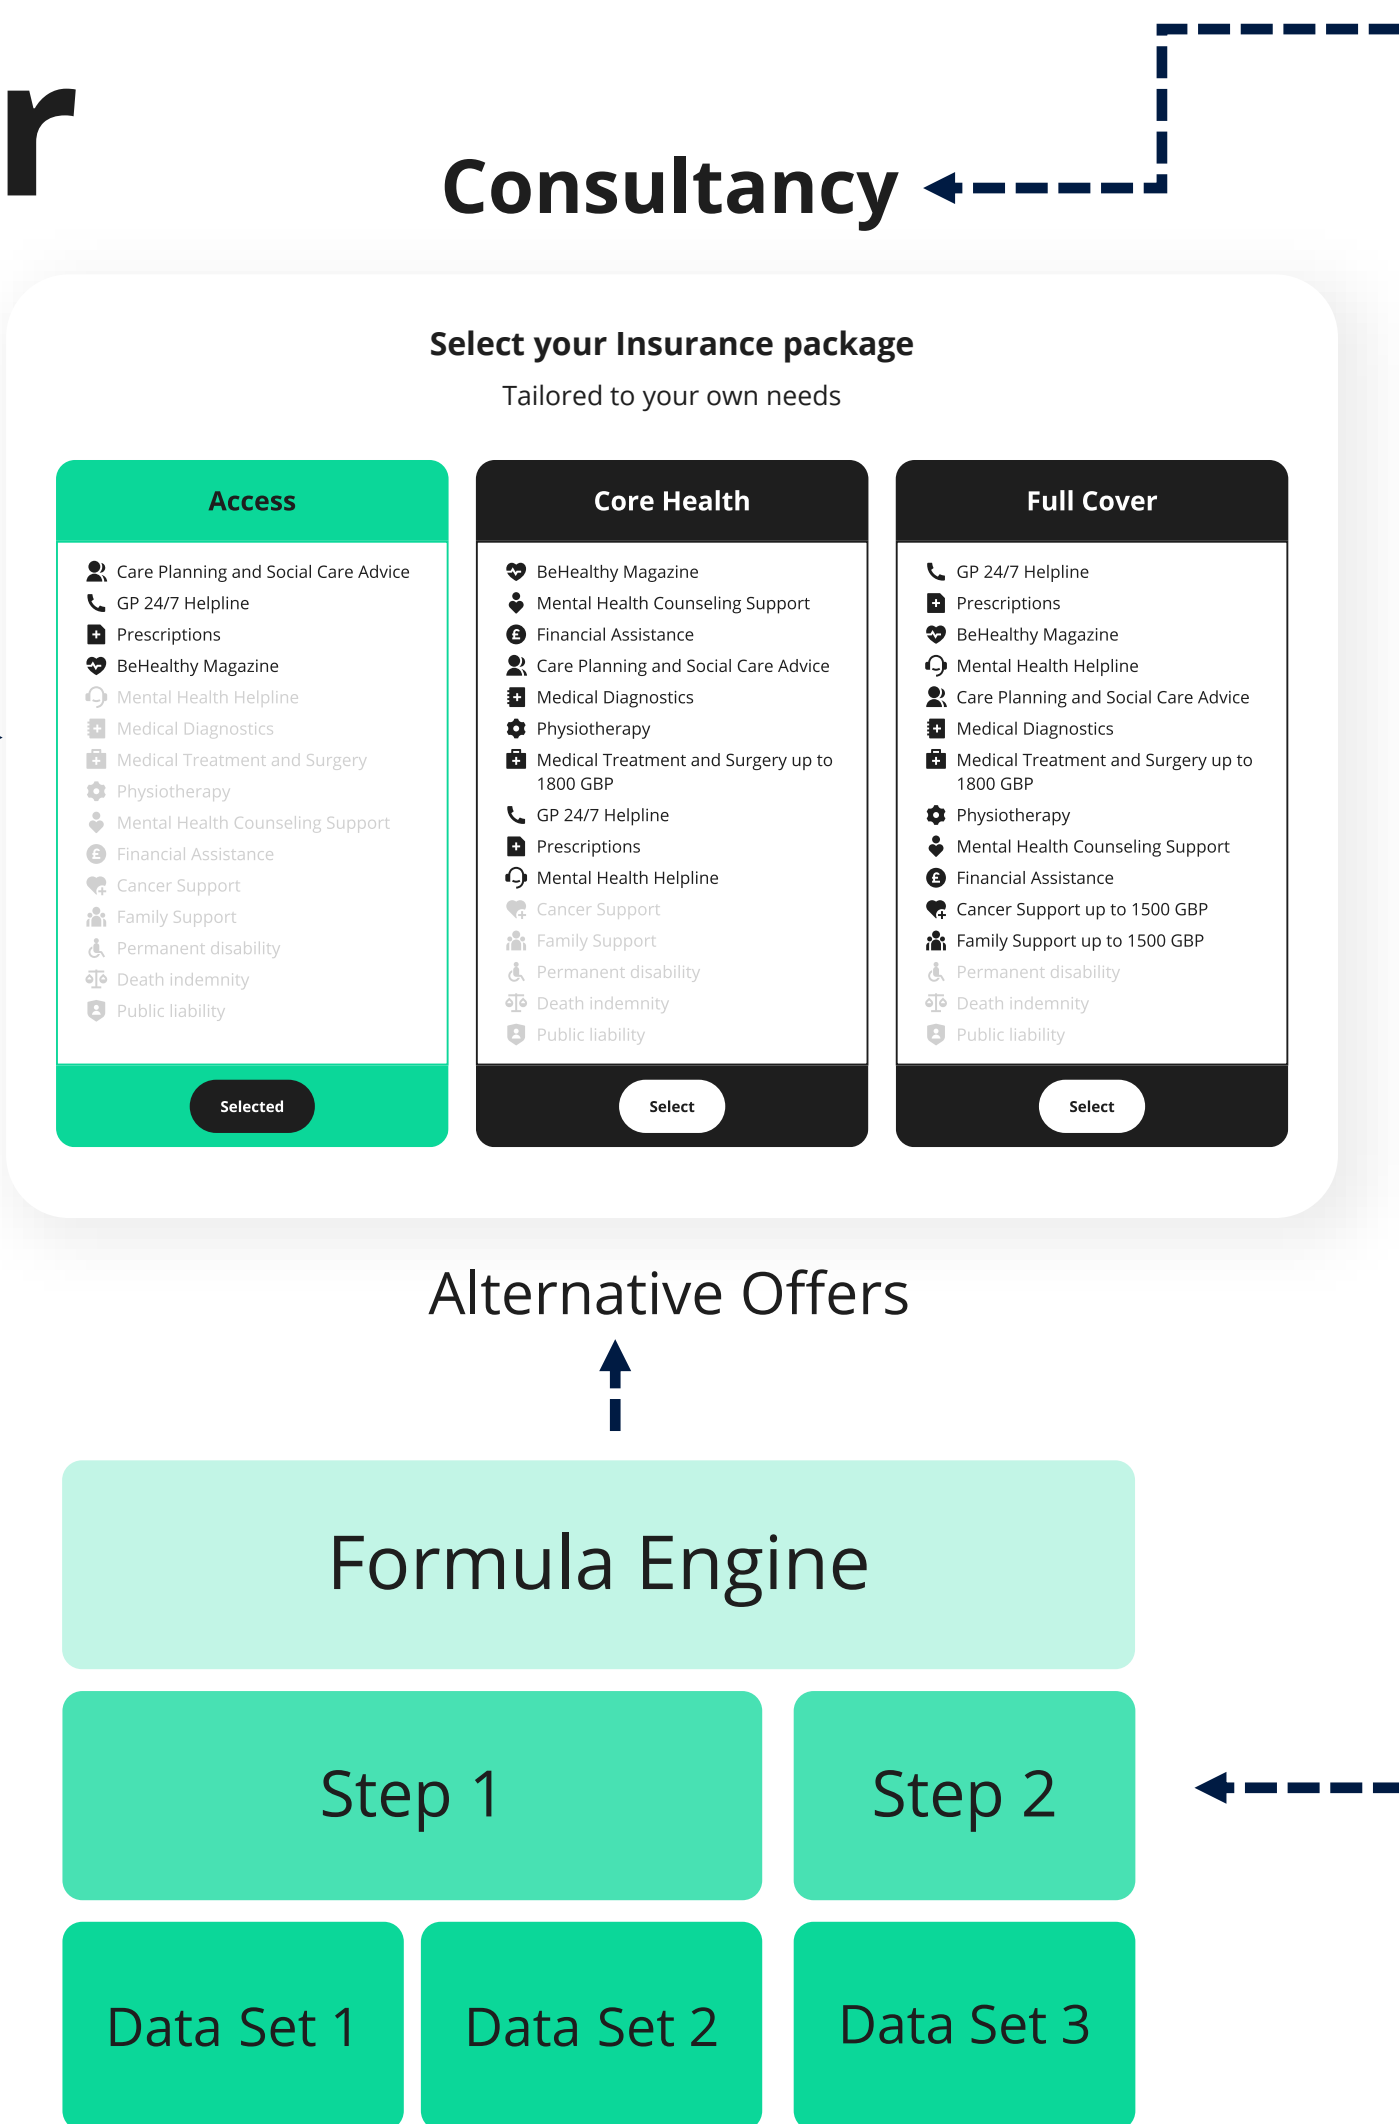 r
Consultancy
Select your Insurance package
Tailored to your own needs
Access
Care Planning and Social Care Advice
GP 24/7 Helpline
Prescriptions
BeHealthy Magazine
Mental Health Helpline
Medical Diagnostics
Medical Treatment and Surgery
Physiotherapy
Mental Health Counseling Support
Financial Assistance
Cancer Support
Family Support
Permanent disability
Death indemnity
Public liability
Selected
Core Health
BeHealthy Magazine
Mental Health Counseling Support
Financial Assistance
Care Planning and Social Care Advice
Medical Diagnostics
Physiotherapy
Medical Treatment and Surgery up to
1800 GBP
GP 24/7 Helpline
Prescriptions
Mental Health Helpline
Cancer Support
Family Support
Permanent disability
Death indemnity
Public liability
Select
Full Cover
GP 24/7 Helpline
Prescriptions
BeHealthy Magazine
Mental Health Helpline
Care Planning and Social Care Advice
Medical Diagnostics
Medical Treatment and Surgery up to
1800 GBP
Physiotherapy
Mental Health Counseling Support
Financial Assistance
Cancer Support up to 1500 GBP
Family Support up to 1500 GBP
Permanent disability
Death indemnity
Public liability
Select
Alternative Offers
Formula Engine
Step 1
Step 2
Data Set 1
Data Set 2
Data Set 3